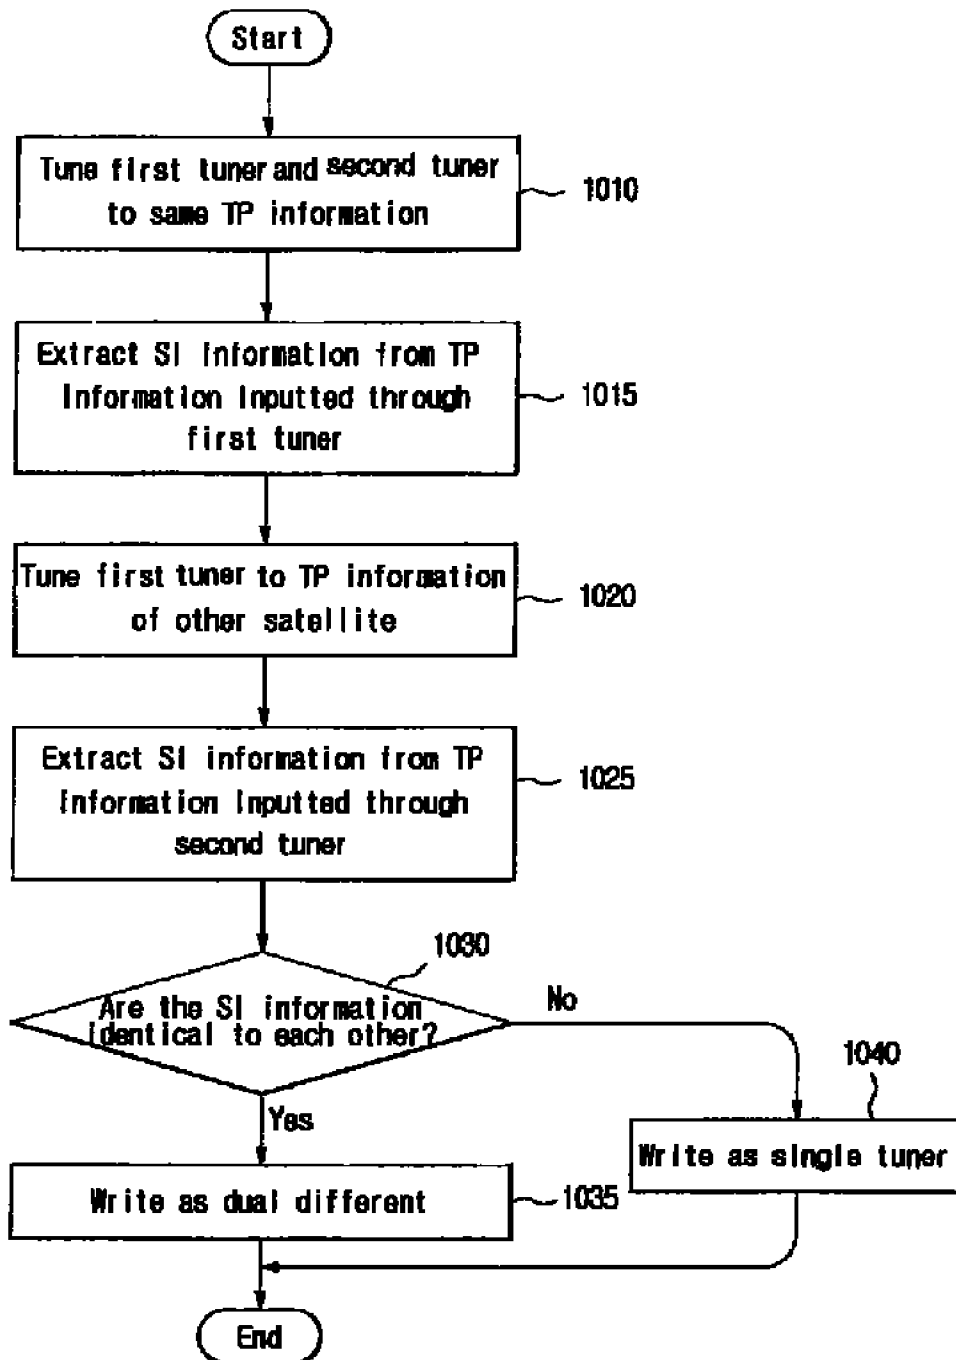 Start
Tune first tuner and second tuner
to same TP information
1010
Extract SI information from TP
Information Inputted through
first tuner
1015
Tune first tuner to TP information
of other satellite
1020
Extract SI information from TP
Information Inputted through
second tuner
1025
1030
Are the SI information
identical to each other?
No
Yes
1040
Write as single tuner
Write as dual different
1035
End